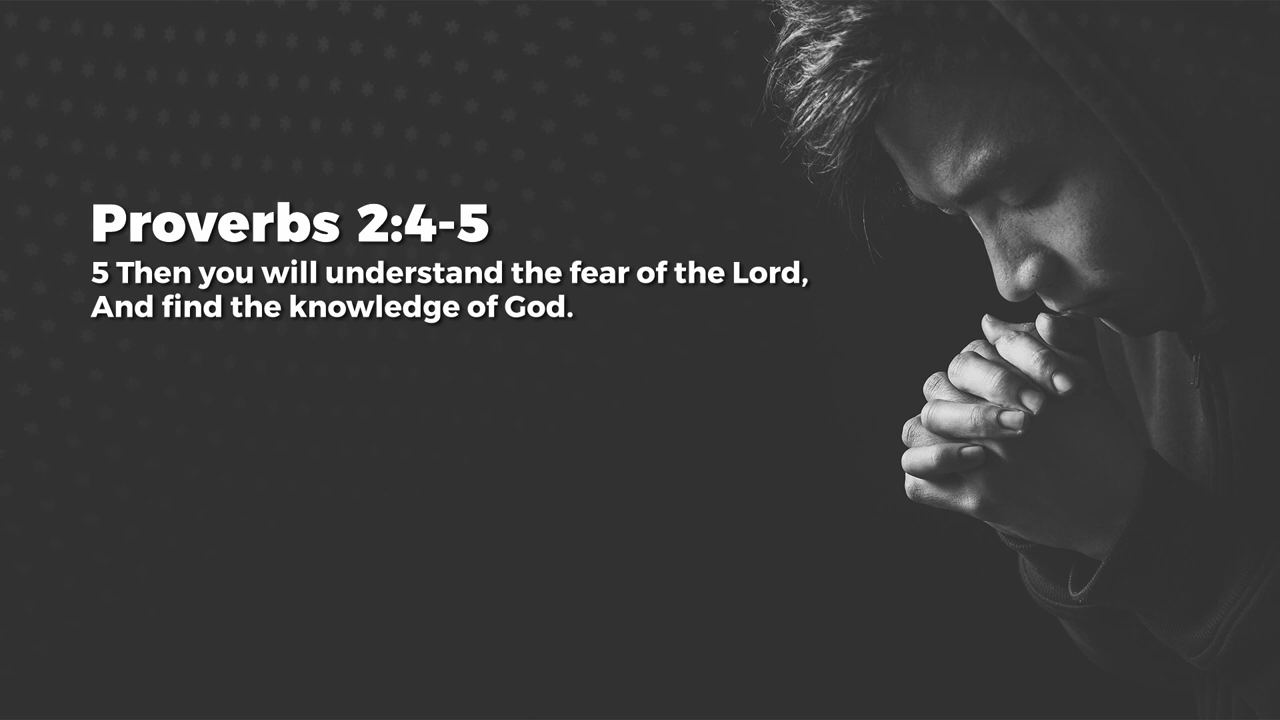 Proverbs 2:4-5
5 Then you will understand the fear of the Lord,
And find the knowledge of God.